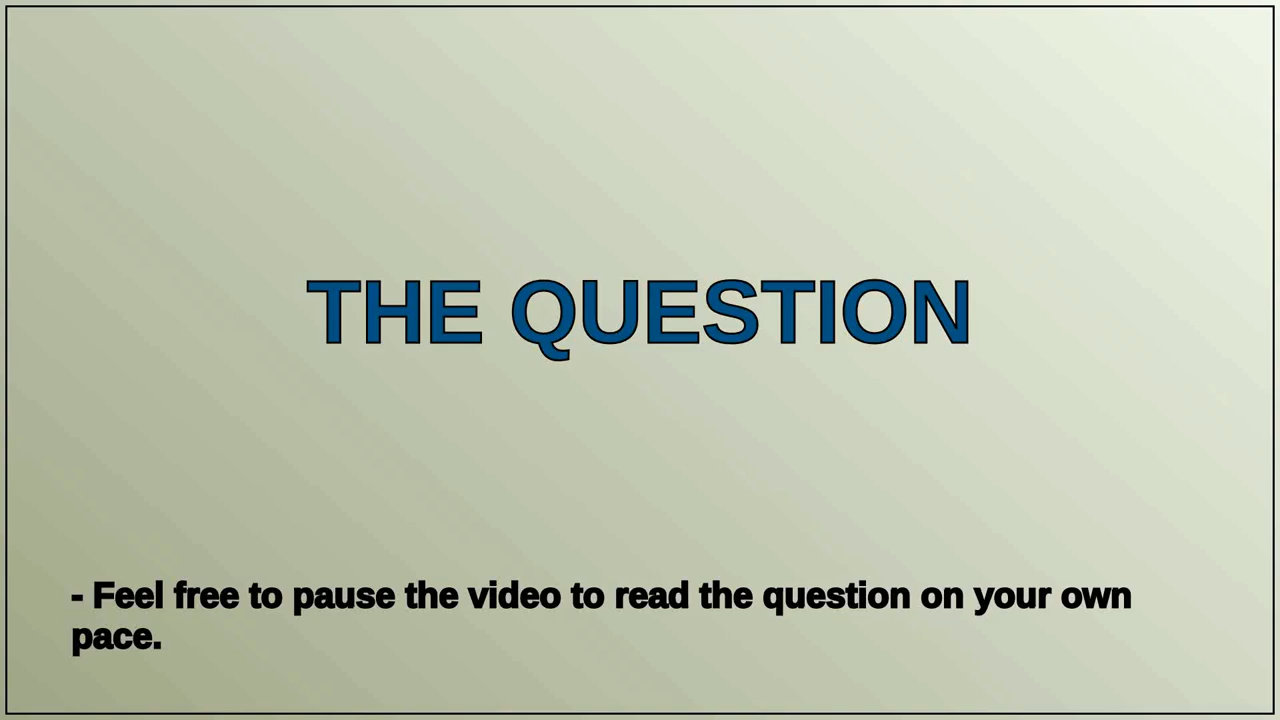 THE QUESTION
- Feel free to pause the video to read the question on your own
pace.